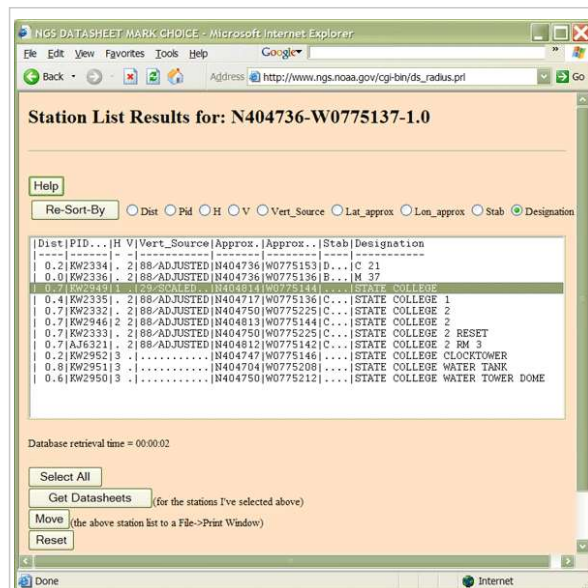 NGS DATASHEET MARK CHOICE - Microsoft Internet Explorer
File Edit View Favorites Tools Help Google
Back Address http://www.ngs.noaa.gov/cgi-bin/ds_radius.prl Go
Station List Results for: N404736-W0775137-1.0
Help
Re-Sort-By Dist Pid H V Vert_Source Lat_approx Lon_approx Stab Designation
|Dist|PID...|H V|Vert_Source|Approx.|Approx..|Stab|Designation
|----|------|- -|-----------|-------|--------|----|-----------
| 0.2|KW2334|. 2|88/ADJUSTED|N404736|W0775153|D...|C 21
| 0.0|KW2336|. 2|88/ADJUSTED|N404736|W0775136|B...|M 37
| 0.7|KW2949|1 .|29/SCALED..|N404814|W0775144|....|STATE COLLEGE
| 0.4|KW2335|. 2|88/ADJUSTED|N404717|W0775136|C...|STATE COLLEGE 1
| 0.7|KW2332|. 2|88/ADJUSTED|N404750|W0775225|C...|STATE COLLEGE 2
| 0.7|KW2946|2 2|88/ADJUSTED|N404813|W0775144|C...|STATE COLLEGE 2
| 0.7|KW2333|. 2|88/ADJUSTED|N404750|W0775225|C...|STATE COLLEGE 2 RESET
| 0.7|AJ6321|. 2|88/ADJUSTED|N404812|W0775142|C...|STATE COLLEGE 2 RM 3
| 0.2|KW2952|3 .|...........|N404747|W0775146|....|STATE COLLEGE CLOCKTOWER
| 0.8|KW2951|3 .|...........|N404704|W0775208|....|STATE COLLEGE WATER TANK
| 0.6|KW2950|3 .|...........|N404750|W0775212|....|STATE COLLEGE WATER TOWER DOME
Database retrieval time = 00:00:02
Select All
Get Datasheets (for the stations I've selected above)
Move (the above station list to a File->Print Window)
Reset
Done Internet